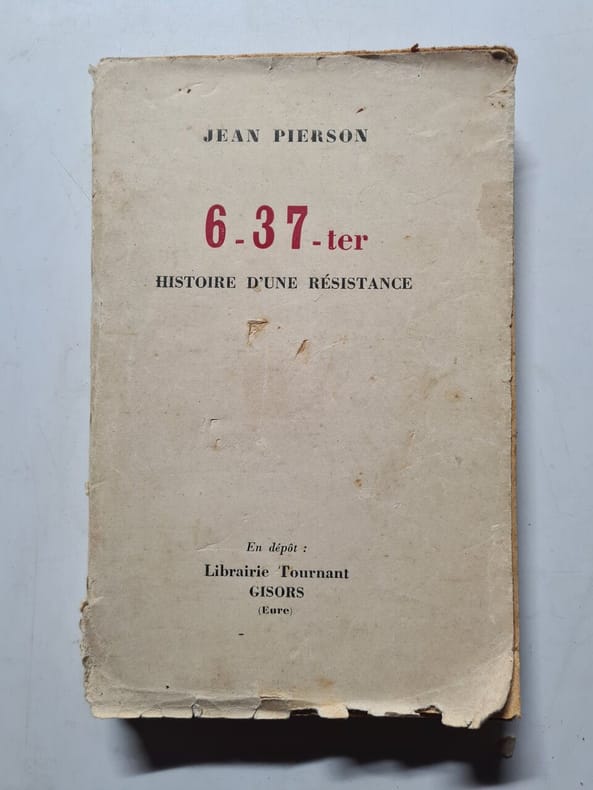 JEAN PIERSON
6-37-ter
HISTOIRE D'UNE RÉSISTANCE
En dépôt :
Librairie Tournant
GISORS
(Eure)